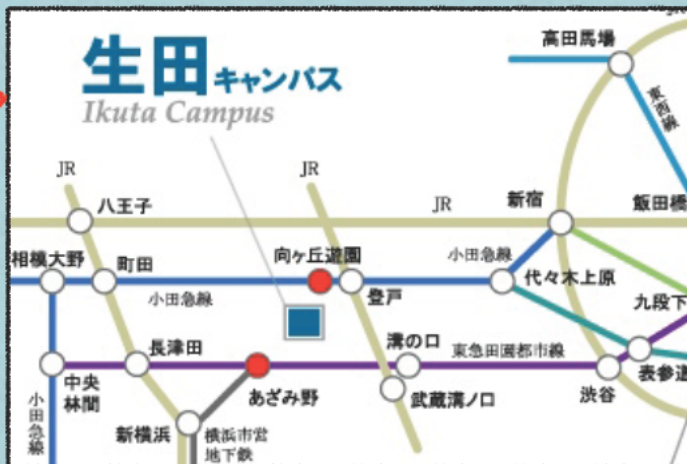 生田キャンパス
Ikuta Campus
高田馬場
東西線
JR
JR
八王子
JR
新宿
飯田橋
相模大野
町田
向ヶ丘遊園
小田急線
代々木上原
小田急線
登戸
九段下
長津田
溝の口
東急田園都市線
表参道
中央
林間
あざみ野
武蔵溝ノ口
渋谷
小田急線
新横浜
横浜市営
地下鉄